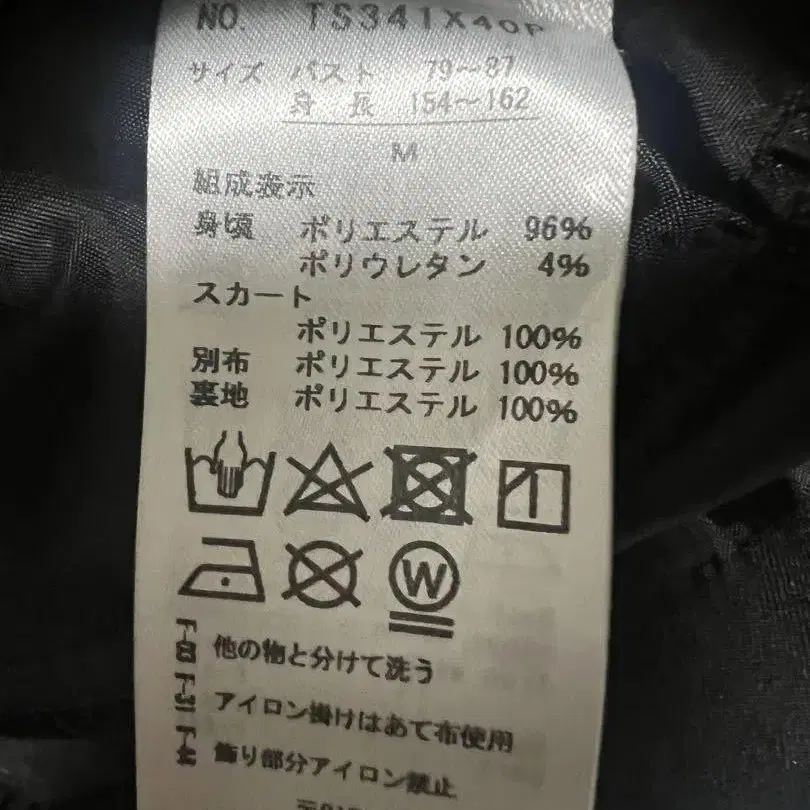 NO. TS341X40P
サイズ バスト 79〜87
身長 154〜162
M
組成表示
身頃 ポリエステル 96%
ポリウレタン 4%
スカート
ポリエステル 100%
別布 ポリエステル 100%
裏地 ポリエステル 100%
W
他の物と分けて洗う
アイロン掛けはあて布使用
飾り部分アイロン禁止